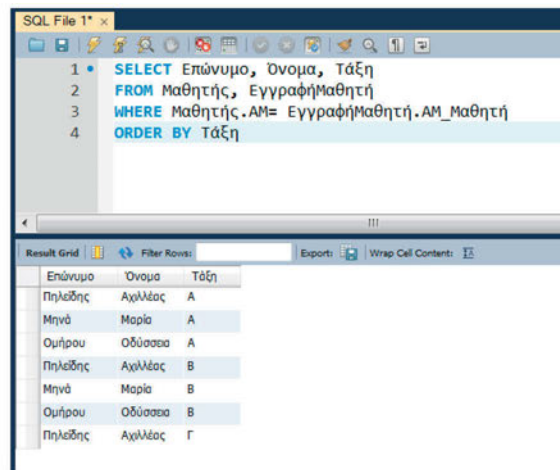 SQL File 1* ×
1 SELECT Επώνυμο, Όνομα, Τάξη
2 FROM Μαθητής, ΕγγραφήΜαθητή
3 WHERE Μαθητής.ΑΜ= ΕγγραφήΜαθητή.ΑΜ_Μαθητή
4 ORDER BY Τάξη
Result Grid Filter Rows: Export: Wrap Cell Content:
Επώνυμο Όνομα Τάξη
Πηλείδης Αχιλλέας Α
Μηνά Μαρία Α
Ομήρου Οδύσσεια Α
Πηλείδης Αχιλλέας Β
Μηνά Μαρία Β
Ομήρου Οδύσσεια Β
Πηλείδης Αχιλλέας Γ